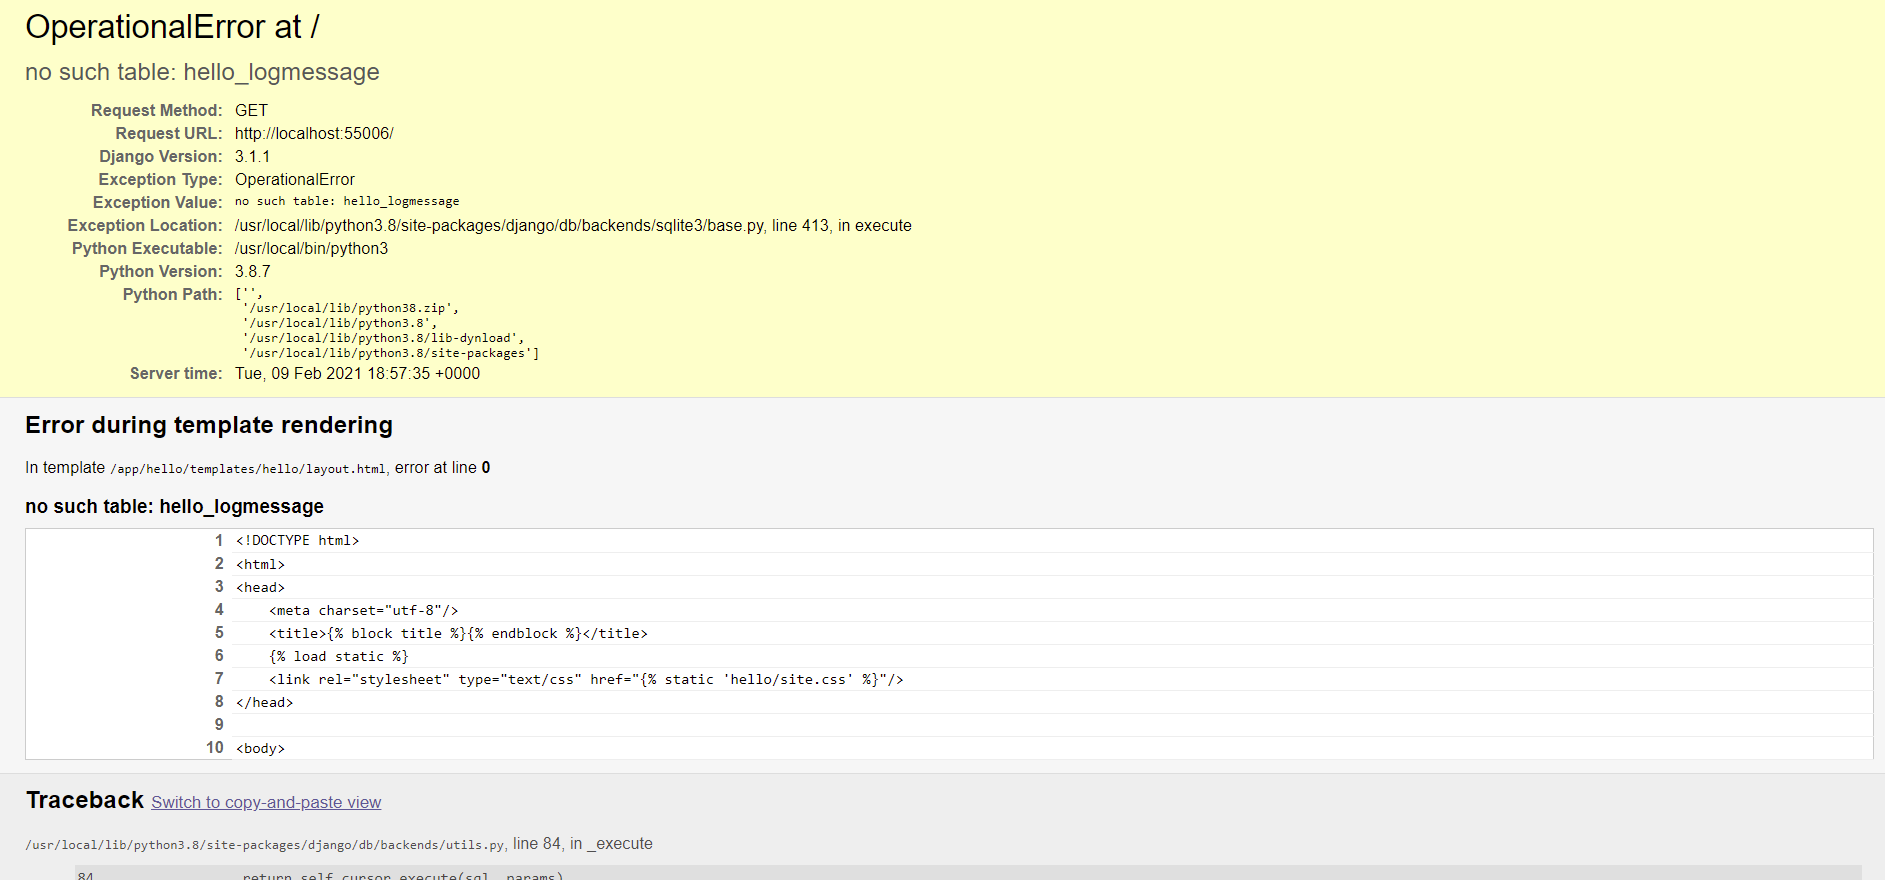 OperationalError at /
no such table: hello_logmessage
Request Method: GET
Request URL: http://localhost:55006/
Django Version: 3.1.1
Exception Type: OperationalError
Exception Value: no such table: hello_logmessage
Exception Location: /usr/local/lib/python3.8/site-packages/django/db/backends/sqlite3/base.py, line 413, in execute
Python Executable: /usr/local/bin/python3
Python Version: 3.8.7
Python Path: ['',
'/usr/local/lib/python38.zip',
'/usr/local/lib/python3.8',
'/usr/local/lib/python3.8/lib-dynload',
'/usr/local/lib/python3.8/site-packages']
Server time: Tue, 09 Feb 2021 18:57:35 +0000
Error during template rendering
In template /app/hello/templates/hello/layout.html, error at line 0
no such table: hello_logmessage
1 <!DOCTYPE html>
2 <html>
3 <head>
4 <meta charset="utf-8"/>
5 <title>{% block title %}{% endblock %}</title>
6 {% load static %}
7 <link rel="stylesheet" type="text/css" href="{% static 'hello/site.css' %}"/>
8 </head>
9
10 <body>
Traceback Switch to copy-and-paste view
/usr/local/lib/python3.8/site-packages/django/db/backends/utils.py, line 84, in _execute
84 return self.cursor.execute(sql, params)